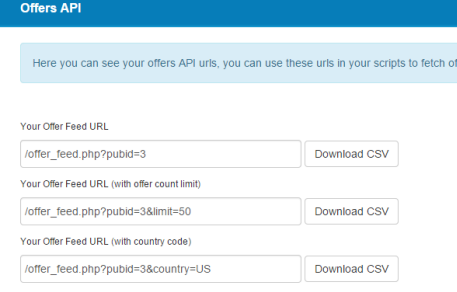 Offers API
Here you can see your offers API urls, you can use these urls in your scripts to fetch of
Your Offer Feed URL
/offer_feed.php?pubid=3
Download CSV
Your Offer Feed URL (with offer count limit)
/offer_feed.php?pubid=3&limit=50
Download CSV
Your Offer Feed URL (with country code)
/offer_feed.php?pubid=3&country=US
Download CSV